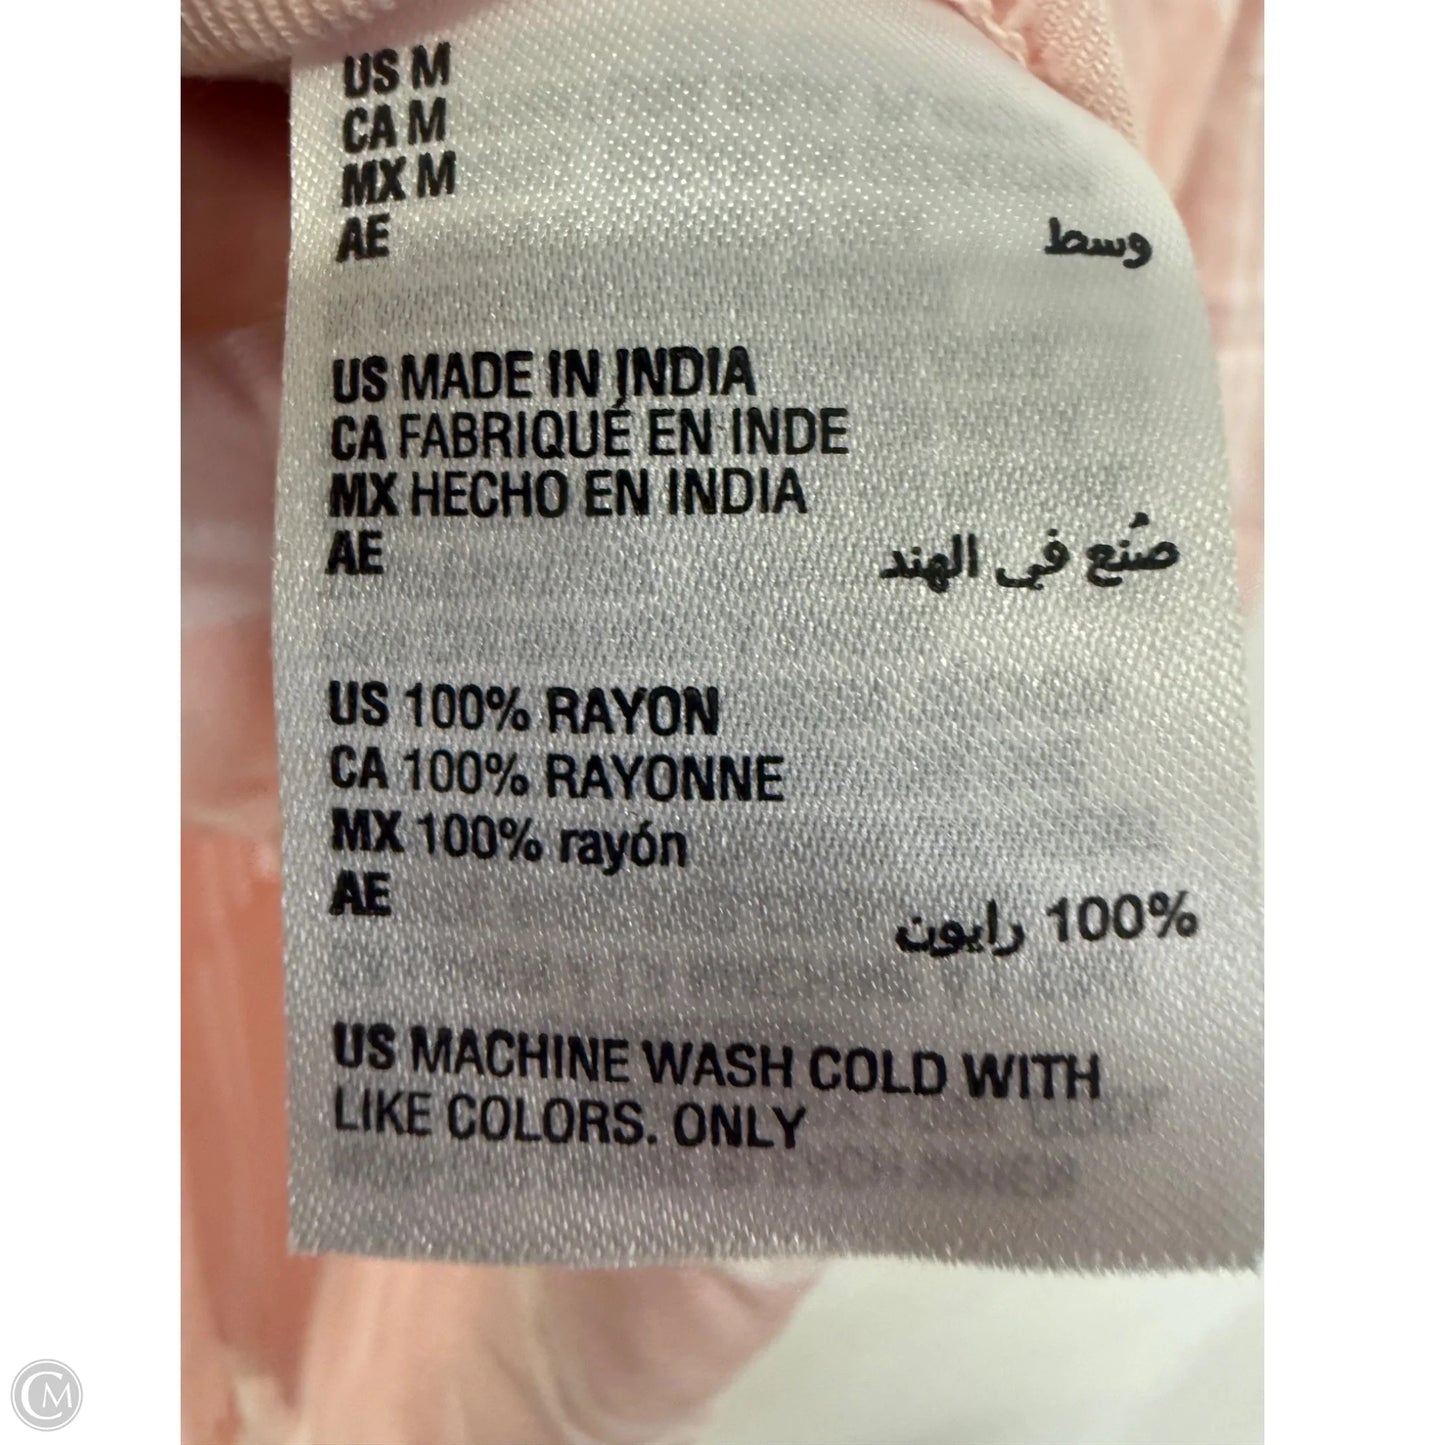 US M
CA M
MX M
AE
وسط
US MADE IN INDIA
CA FABRIQUÉ EN INDE
MX HECHO EN INDIA
AE
صُنع في الهند
US 100% RAYON
CA 100% RAYONNE
MX 100% rayón
AE
100% رايون
US MACHINE WASH COLD WITH
LIKE COLORS. ONLY
CM